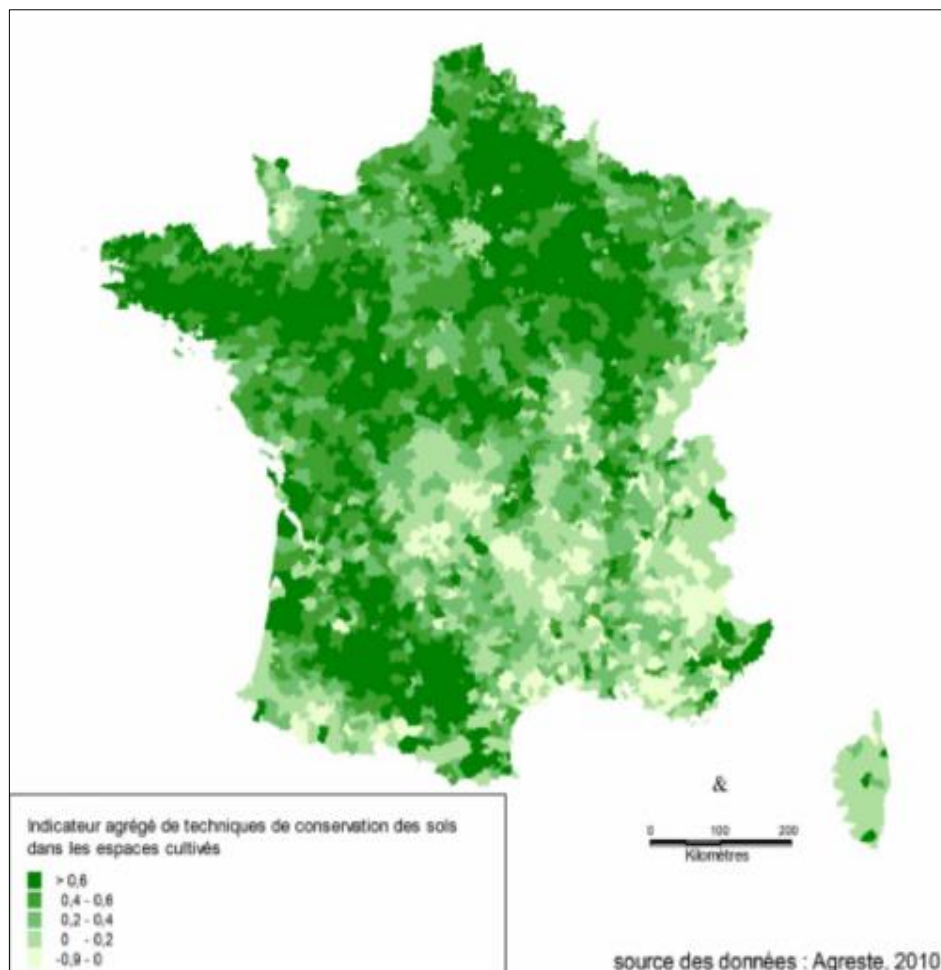 &
0 100 200
Kilomètres
Indicateur agrégé de techniques de conservation des sols
dans les espaces cultivés
> 0,6
0,4 - 0,6
0,2 - 0,4
0 - 0,2
-0,9 - 0
source des données : Agreste, 2010